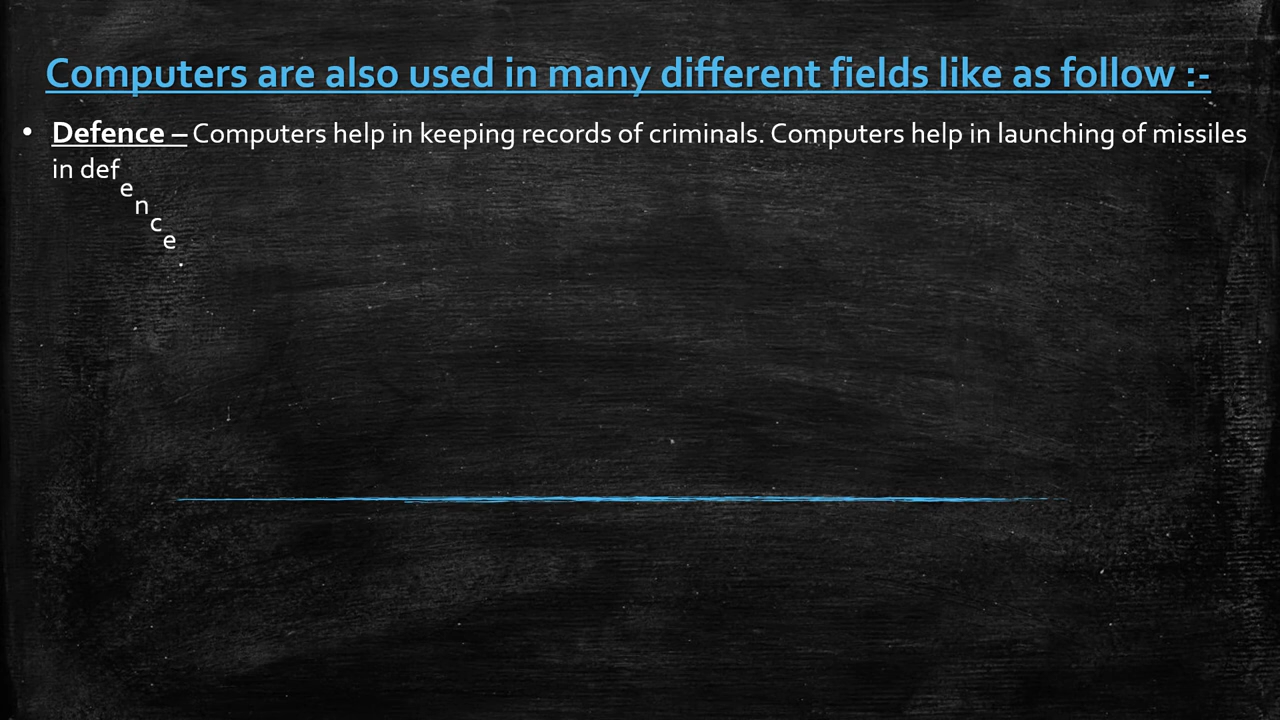 Computers are also used in many different fields like as follow :-
• Defence – Computers help in keeping records of criminals. Computers help in launching of missiles
in defence.